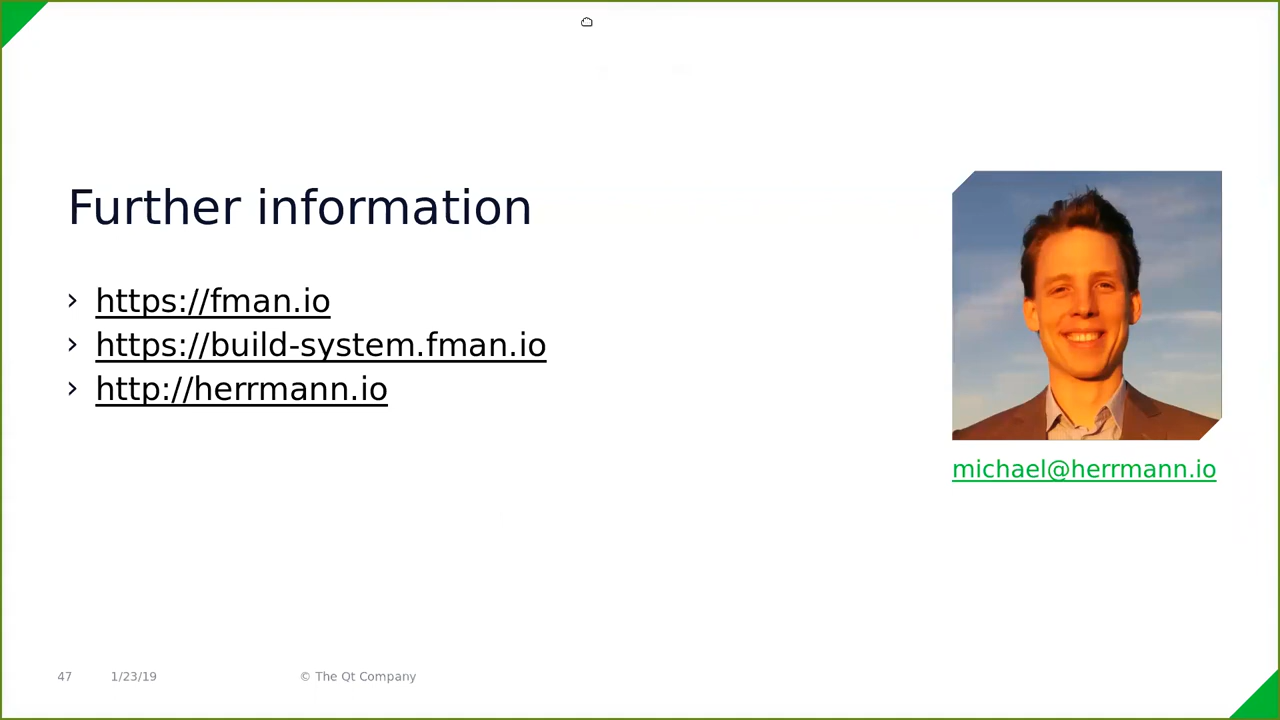 Further information
› https://fman.io
› https://build-system.fman.io
› http://herrmann.io
michael@herrmann.io
47 1/23/19 © The Qt Company